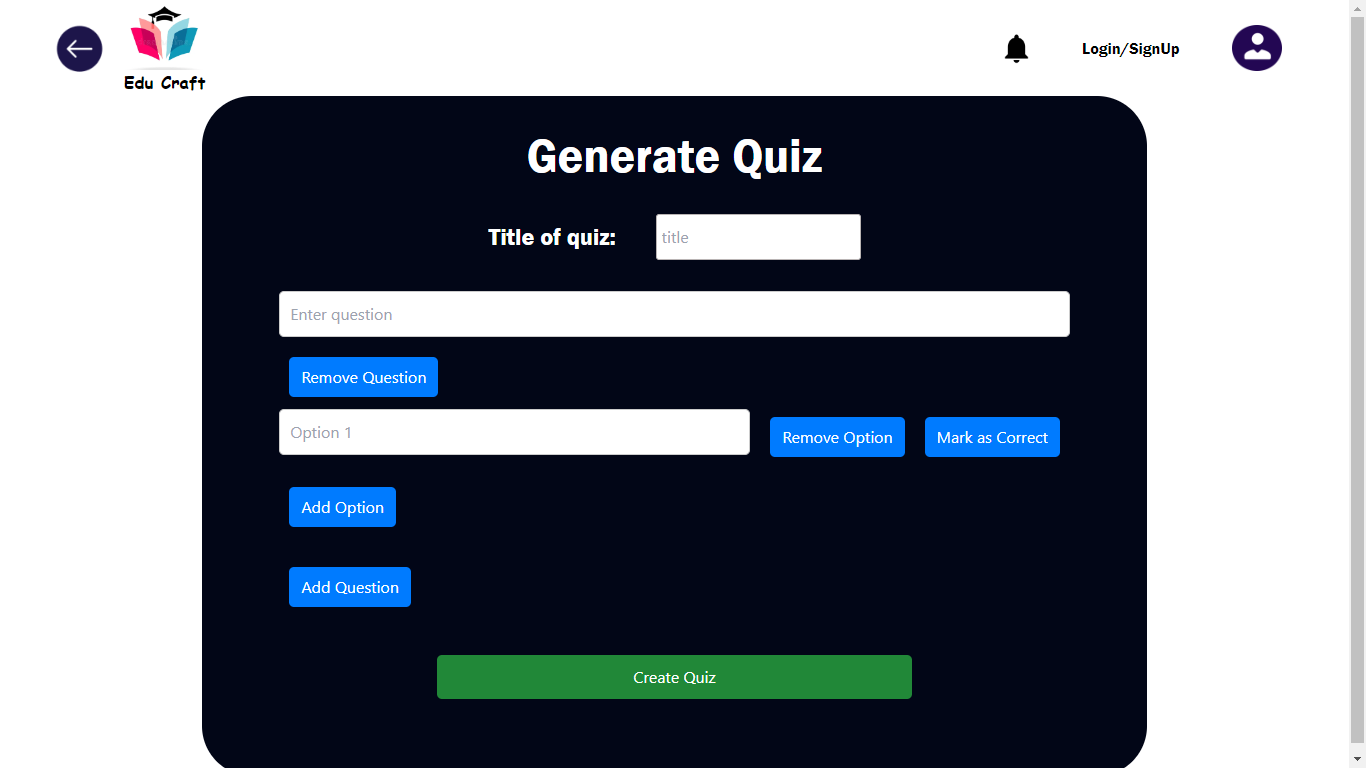 Edu Craft
Login/SignUp
Generate Quiz
Title of quiz: title
Enter question
Remove Question
Option 1 Remove Option Mark as Correct
Add Option
Add Question
Create Quiz